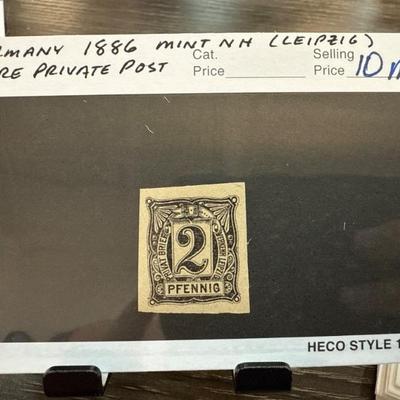 RMANY 1886 MINT NH (LEIPZIG)
RE PRIVATE POST
Cat.
Price
Selling
Price 10
2
PFENNIG
HECO STYLE 1